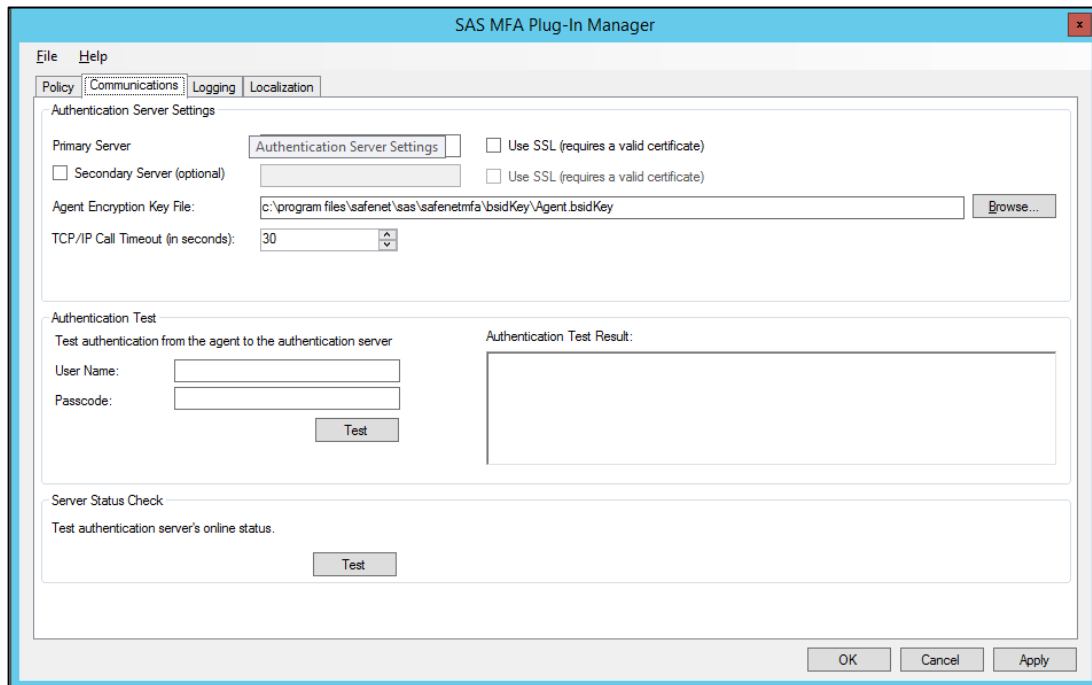 SAS MFA Plug-In Manager
x
File Help
Policy Communications Logging Localization
Authentication Server Settings
Primary Server Authentication Server Settings Use SSL (requires a valid certificate)
Secondary Server (optional) Use SSL (requires a valid certificate)
Agent Encryption Key File: c:\program files\safenet\sas\safenetmfa\bsidKey\Agent.bsidKey Browse...
TCP/IP Call Timeout (in seconds): 30
Authentication Test
Test authentication from the agent to the authentication server Authentication Test Result:
User Name:
Passcode:
Test
Server Status Check
Test authentication server's online status.
Test
OK Cancel Apply